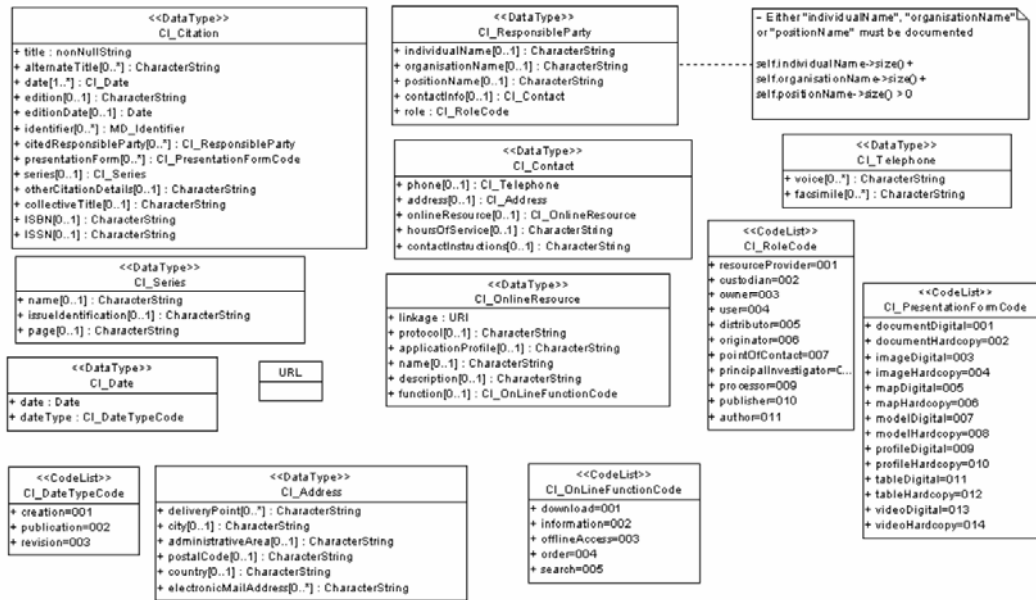 <<DataType>>
CI_Citation
+ title : nonNullString
+ alternateTitle[0..*] : CharacterString
+ date[1..*] : CI_Date
+ edition[0..1] : CharacterString
+ editionDate[0..1] : Date
+ identifier[0..*] : MD_Identifier
+ citedResponsibleParty[0..*] : CI_ResponsibleParty
+ presentationForm[0..*] : CI_PresentationFormCode
+ series[0..1] : CI_Series
+ otherCitationDetails[0..1] : CharacterString
+ collectiveTitle[0..1] : CharacterString
+ ISBN[0..1] : CharacterString
+ ISSN[0..1] : CharacterString
<<DataType>>
CI_ResponsibleParty
+ individualName[0..1] : CharacterString
+ organisationName[0..1] : CharacterString
+ positionName[0..1] : CharacterString
+ contactInfo[0..1] : CI_Contact
+ role : CI_RoleCode
- Either "individualName", "organisationName"
or "positionName" must be documented
self.individualName->size() +
self.organisationName->size() +
self.positionName->size() > 0
<<DataType>>
CI_Contact
+ phone[0..1] : CI_Telephone
+ address[0..1] : CI_Address
+ onlineResource[0..1] : CI_OnlineResource
+ hoursOfService[0..1] : CharacterString
+ contactInstructions[0..1] : CharacterString
<<DataType>>
CI_Telephone
+ voice[0..*] : CharacterString
+ facsimile[0..*] : CharacterString
<<DataType>>
CI_Series
+ name[0..1] : CharacterString
+ issueIdentification[0..1] : CharacterString
+ page[0..1] : CharacterString
<<DataType>>
CI_OnlineResource
+ linkage : URI
+ protocol[0..1] : CharacterString
+ applicationProfile[0..1] : CharacterString
+ name[0..1] : CharacterString
+ description[0..1] : CharacterString
+ function[0..1] : CI_OnLineFunctionCode
<<CodeList>>
CI_RoleCode
+ resourceProvider=001
+ custodian=002
+ owner=003
+ user=004
+ distributor=005
+ originator=006
+ pointOfContact=007
+ principalInvestigator=0...
+ processor=009
+ publisher=010
+ author=011
<<CodeList>>
CI_PresentationFormCode
+ documentDigital=001
+ documentHardcopy=002
+ imageDigital=003
+ imageHardcopy=004
+ mapDigital=005
+ mapHardcopy=006
+ modelDigital=007
+ modelHardcopy=008
+ profileDigital=009
+ profileHardcopy=010
+ tableDigital=011
+ tableHardcopy=012
+ videoDigital=013
+ videoHardcopy=014
<<DataType>>
CI_Date
+ date : Date
+ dateType : CI_DateTypeCode
URL
<<CodeList>>
CI_DateTypeCode
+ creation=001
+ publication=002
+ revision=003
<<DataType>>
CI_Address
+ deliveryPoint[0..*] : CharacterString
+ city[0..1] : CharacterString
+ administrativeArea[0..1] : CharacterString
+ postalCode[0..1] : CharacterString
+ country[0..1] : CharacterString
+ electronicMailAddress[0..*] : CharacterString
<<CodeList>>
CI_OnLineFunctionCode
+ download=001
+ information=002
+ offlineAccess=003
+ order=004
+ search=005